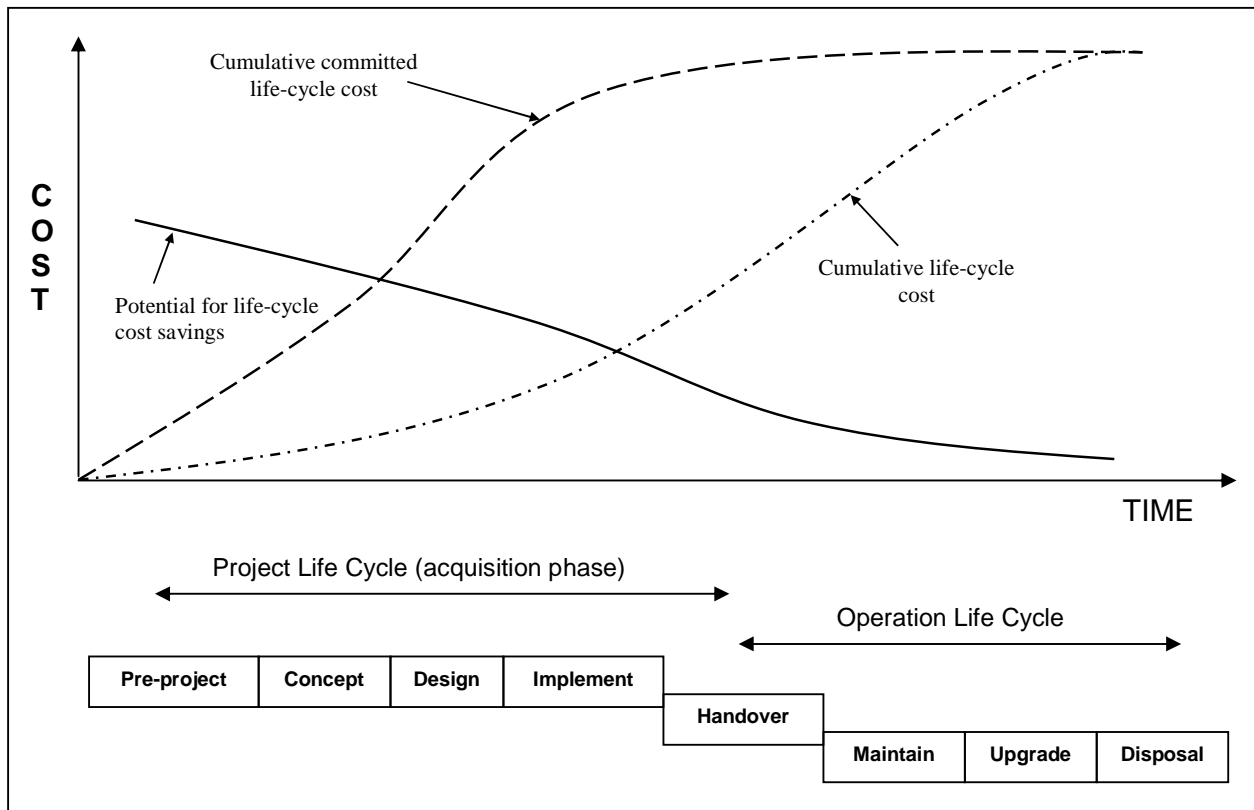 Cumulative committed
life-cycle cost
C
O
S
T
Potential for life-cycle
cost savings
Cumulative life-cycle
cost
TIME
Project Life Cycle (acquisition phase)
Operation Life Cycle
Pre-project
Concept
Design
Implement
Handover
Maintain
Upgrade
Disposal